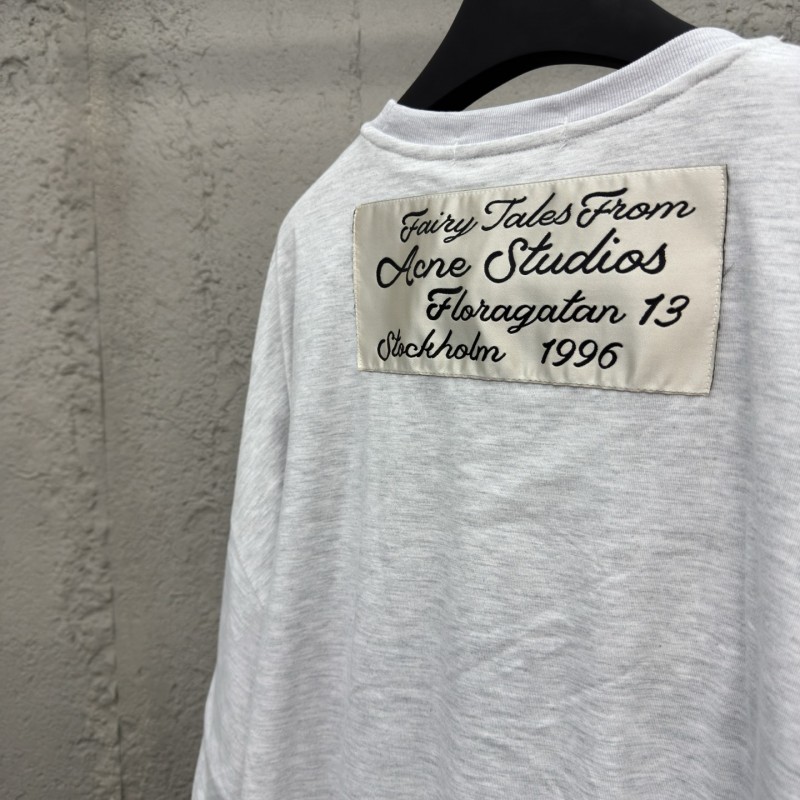 Fairy Tales From
Acne Studios
Floragatan 13
Stockholm 1996